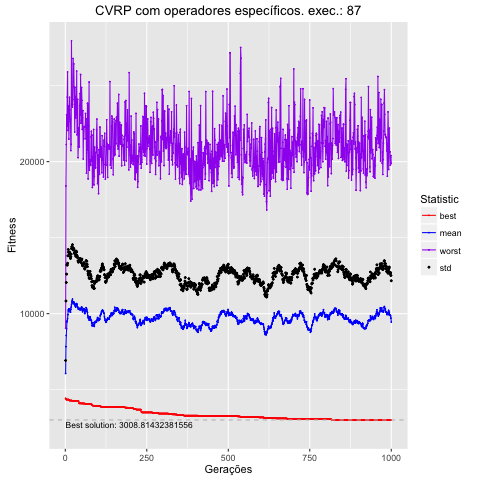 CVRP com operadores específicos. exec.: 87
Fitness
20000
10000
Best solution: 3008.81432381556
0
250
500
750
1000
Gerações
Statistic
best
mean
worst
std